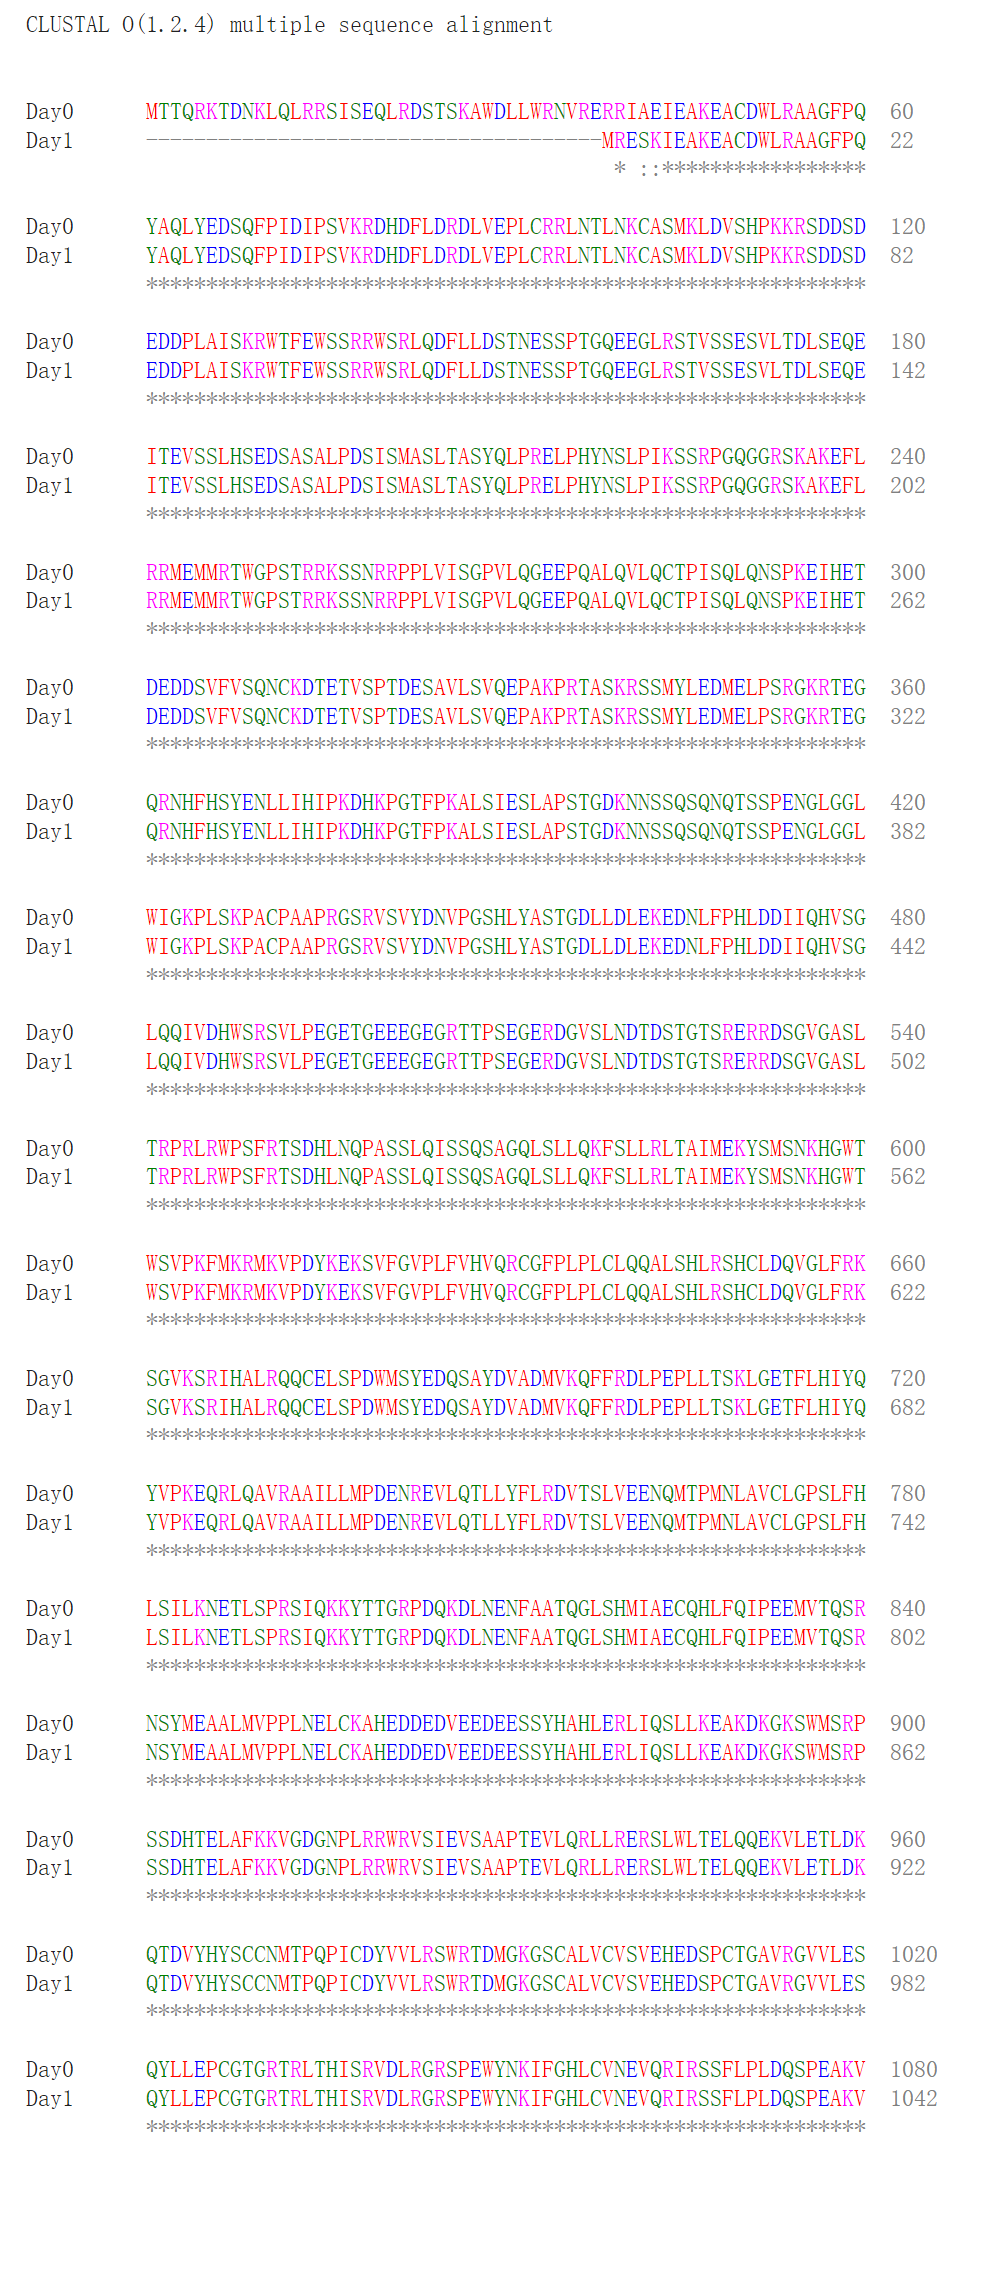 CLUSTAL O(1.2.4) multiple sequence alignment
Day0 MTTQRKTDNKLQLRRSISEQLRDSTSKAWDLLWRNVRERRIAEIEAKEACDWLRAAGFPQ 60
Day1 --------------------------------------MRESKIEAKEACDWLRAAGFPQ 22
* ::*****************
Day0 YAQLYEDSQFPIDIPSVKRDHDFLDRDLVEPLCRRLNTLNKCASMKLDVSHPKKRSDDSD 120
Day1 YAQLYEDSQFPIDIPSVKRDHDFLDRDLVEPLCRRLNTLNKCASMKLDVSHPKKRSDDSD 82
************************************************************
Day0 EDDPLAISKRWTFEWSSRRWSRLQDFLLDSTNESSPTGQEEGLRSTVSSESVLTDLSEQE 180
Day1 EDDPLAISKRWTFEWSSRRWSRLQDFLLDSTNESSPTGQEEGLRSTVSSESVLTDLSEQE 142
************************************************************
Day0 ITEVSSLHSEDSASALPDSISMASLTASYQLPRELPHYNSLPIKSSRPGQGGRSKAKEFL 240
Day1 ITEVSSLHSEDSASALPDSISMASLTASYQLPRELPHYNSLPIKSSRPGQGGRSKAKEFL 202
************************************************************
Day0 RRMEMMRTWGPSTRRKSSNRRPPLVISGPVLQGEEPQALQVLQCTPISQLQNSPKEIHET 300
Day1 RRMEMMRTWGPSTRRKSSNRRPPLVISGPVLQGEEPQALQVLQCTPISQLQNSPKEIHET 262
************************************************************
Day0 DEDDSVFVSQNCKDTETVSPTDESAVLSVQEPAKPRTASKRSSMYLEDMELPSRGKRTEG 360
Day1 DEDDSVFVSQNCKDTETVSPTDESAVLSVQEPAKPRTASKRSSMYLEDMELPSRGKRTEG 322
************************************************************
Day0 QRNHFHSYENLLIHIPKDHKPGTFPKALSIESLAPSTGDKNNSSQSQNQTSSPENGLGGL 420
Day1 QRNHFHSYENLLIHIPKDHKPGTFPKALSIESLAPSTGDKNNSSQSQNQTSSPENGLGGL 382
************************************************************
Day0 WIGKPLSKPACPAAPRGSRVSVYDNVPGSHLYASTGDLLDLEKEDNLFPHLDDIIQHVSG 480
Day1 WIGKPLSKPACPAAPRGSRVSVYDNVPGSHLYASTGDLLDLEKEDNLFPHLDDIIQHVSG 442
************************************************************
Day0 LQQIVDHWSRSVLPEGETGEEEGEGRTTPSEGERDGVSLNDTDSTGTSRERRDSGVGASL 540
Day1 LQQIVDHWSRSVLPEGETGEEEGEGRTTPSEGERDGVSLNDTDSTGTSRERRDSGVGASL 502
************************************************************
Day0 TRPRLRWPSFRTSDHLNQPASSLQISSQSAGQLSLLQKFSLLRLTAIMEKYSMSNKHGWT 600
Day1 TRPRLRWPSFRTSDHLNQPASSLQISSQSAGQLSLLQKFSLLRLTAIMEKYSMSNKHGWT 562
************************************************************
Day0 WSVPKFMKRMKVPDYKEKSVFGVPLFVHVQRCGFPLPLCLQQALSHLRSHCLDQVGLFRK 660
Day1 WSVPKFMKRMKVPDYKEKSVFGVPLFVHVQRCGFPLPLCLQQALSHLRSHCLDQVGLFRK 622
************************************************************
Day0 SGVKSRIHALRQQCELSPDWMSYEDQSAYDVADMVKQFFRDLPEPLLTSKLGETFLHIYQ 720
Day1 SGVKSRIHALRQQCELSPDWMSYEDQSAYDVADMVKQFFRDLPEPLLTSKLGETFLHIYQ 682
************************************************************
Day0 YVPKEQRLQAVRAAILLMPDENREVLQTLLYFLRDVTSLVEENQMTPMNLAVCLGPSLFH 780
Day1 YVPKEQRLQAVRAAILLMPDENREVLQTLLYFLRDVTSLVEENQMTPMNLAVCLGPSLFH 742
************************************************************
Day0 LSILKNETLSPRSIQKKYTTGRPDQKDLNENFAATQGLSHMIAECQHLFQIPEEMVTQSR 840
Day1 LSILKNETLSPRSIQKKYTTGRPDQKDLNENFAATQGLSHMIAECQHLFQIPEEMVTQSR 802
************************************************************
Day0 NSYMEAALMVPPLNELCKAHEDDEDVEEDEESSYHAHLERLIQSLLKEAKDKGKSWMSRP 900
Day1 NSYMEAALMVPPLNELCKAHEDDEDVEEDEESSYHAHLERLIQSLLKEAKDKGKSWMSRP 862
************************************************************
Day0 SSDHTELAFKKVGDGNPLRRWRVSIEVSAAPTEVLQRLLRERSLWLTELQQEKVLETLDK 960
Day1 SSDHTELAFKKVGDGNPLRRWRVSIEVSAAPTEVLQRLLRERSLWLTELQQEKVLETLDK 922
************************************************************
Day0 QTDVYHYSCCNMTPQPICDYVVLRSWRTDMGKGSCALVCVSVEHEDSPCTGAVRGVVLES 1020
Day1 QTDVYHYSCCNMTPQPICDYVVLRSWRTDMGKGSCALVCVSVEHEDSPCTGAVRGVVLES 982
************************************************************
Day0 QYLLEPCGTGRTRLTHISRVDLRGRSPEWYNKIFGHLCVNEVQRIRSSFLPLDQSPEAKV 1080
Day1 QYLLEPCGTGRTRLTHISRVDLRGRSPEWYNKIFGHLCVNEVQRIRSSFLPLDQSPEAKV 1042
************************************************************